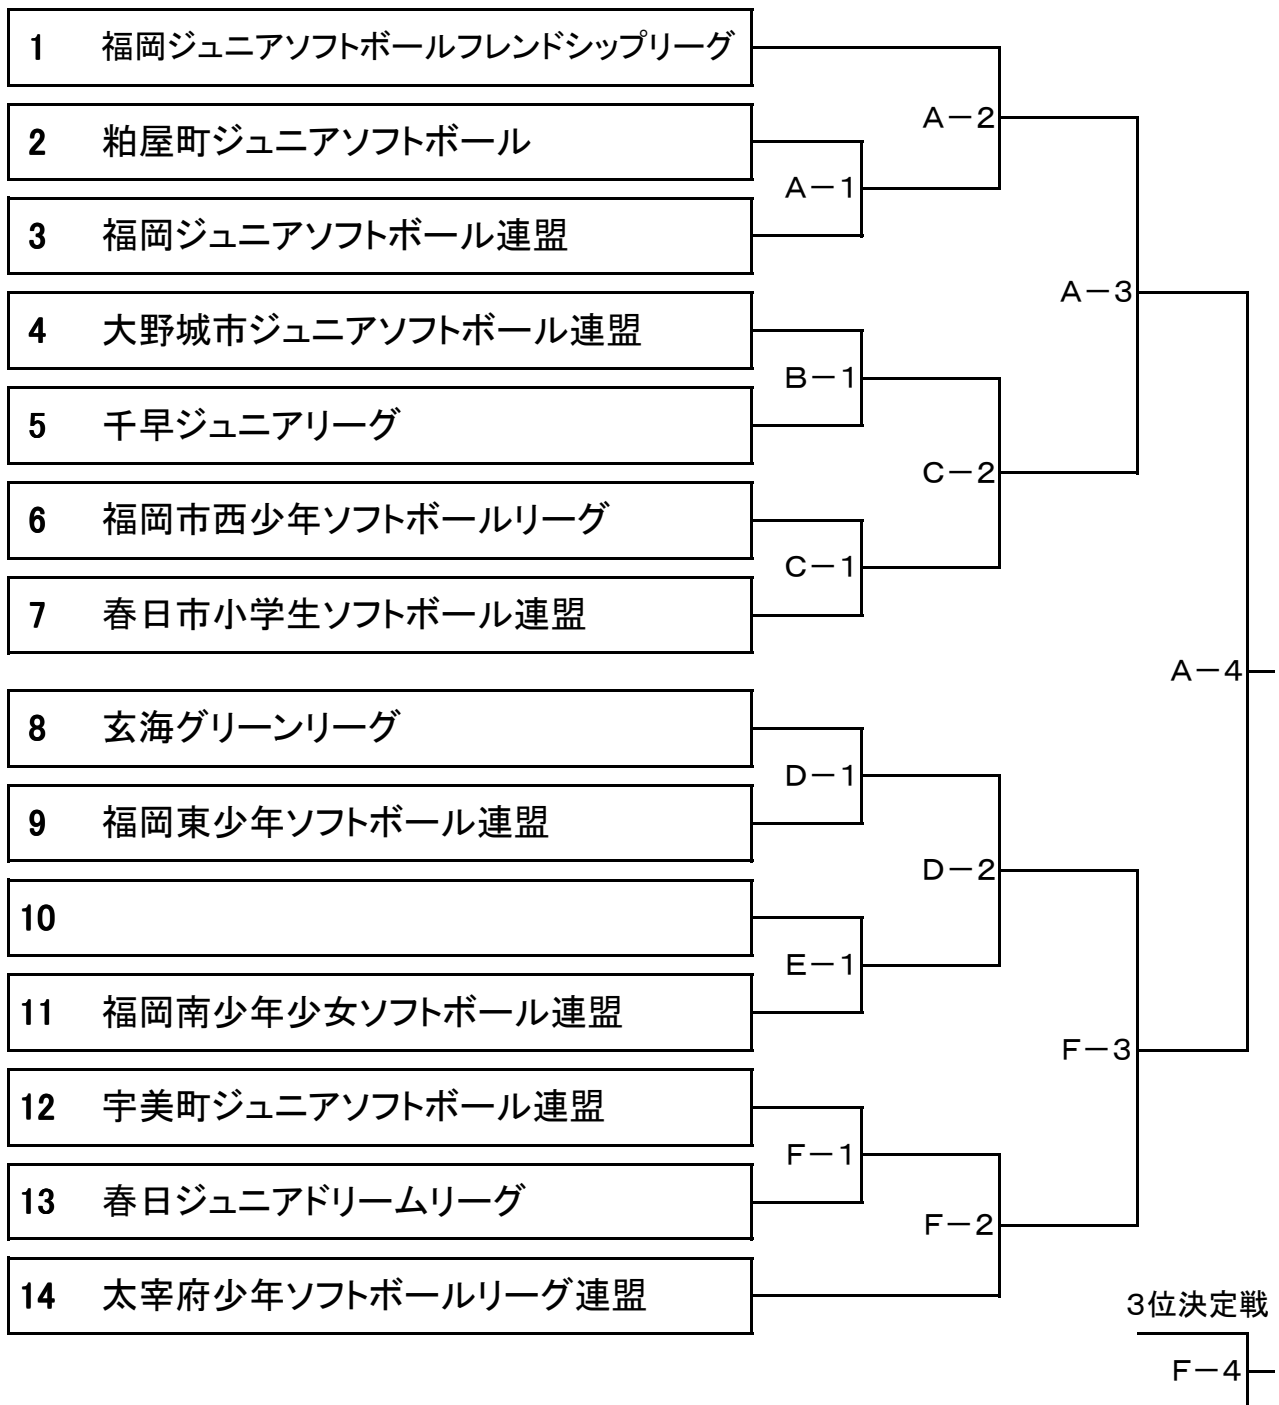 1 福岡ジュニアソフトボールフレンドシップリーグ
A－2
2 粕屋町ジュニアソフトボール
A－1
3 福岡ジュニアソフトボール連盟
A－3
4 大野城市ジュニアソフトボール連盟
B－1
5 千早ジュニアリーグ
C－2
6 福岡市西少年ソフトボールリーグ
C－1
7 春日市小学生ソフトボール連盟
A－4
8 玄海グリーンリーグ
D－1
9 福岡東少年ソフトボール連盟
D－2
10
E－1
11 福岡南少年少女ソフトボール連盟
F－3
12 宇美町ジュニアソフトボール連盟
F－1
13 春日ジュニアドリームリーグ
F－2
14 太宰府少年ソフトボールリーグ連盟
３位決定戦
F－4